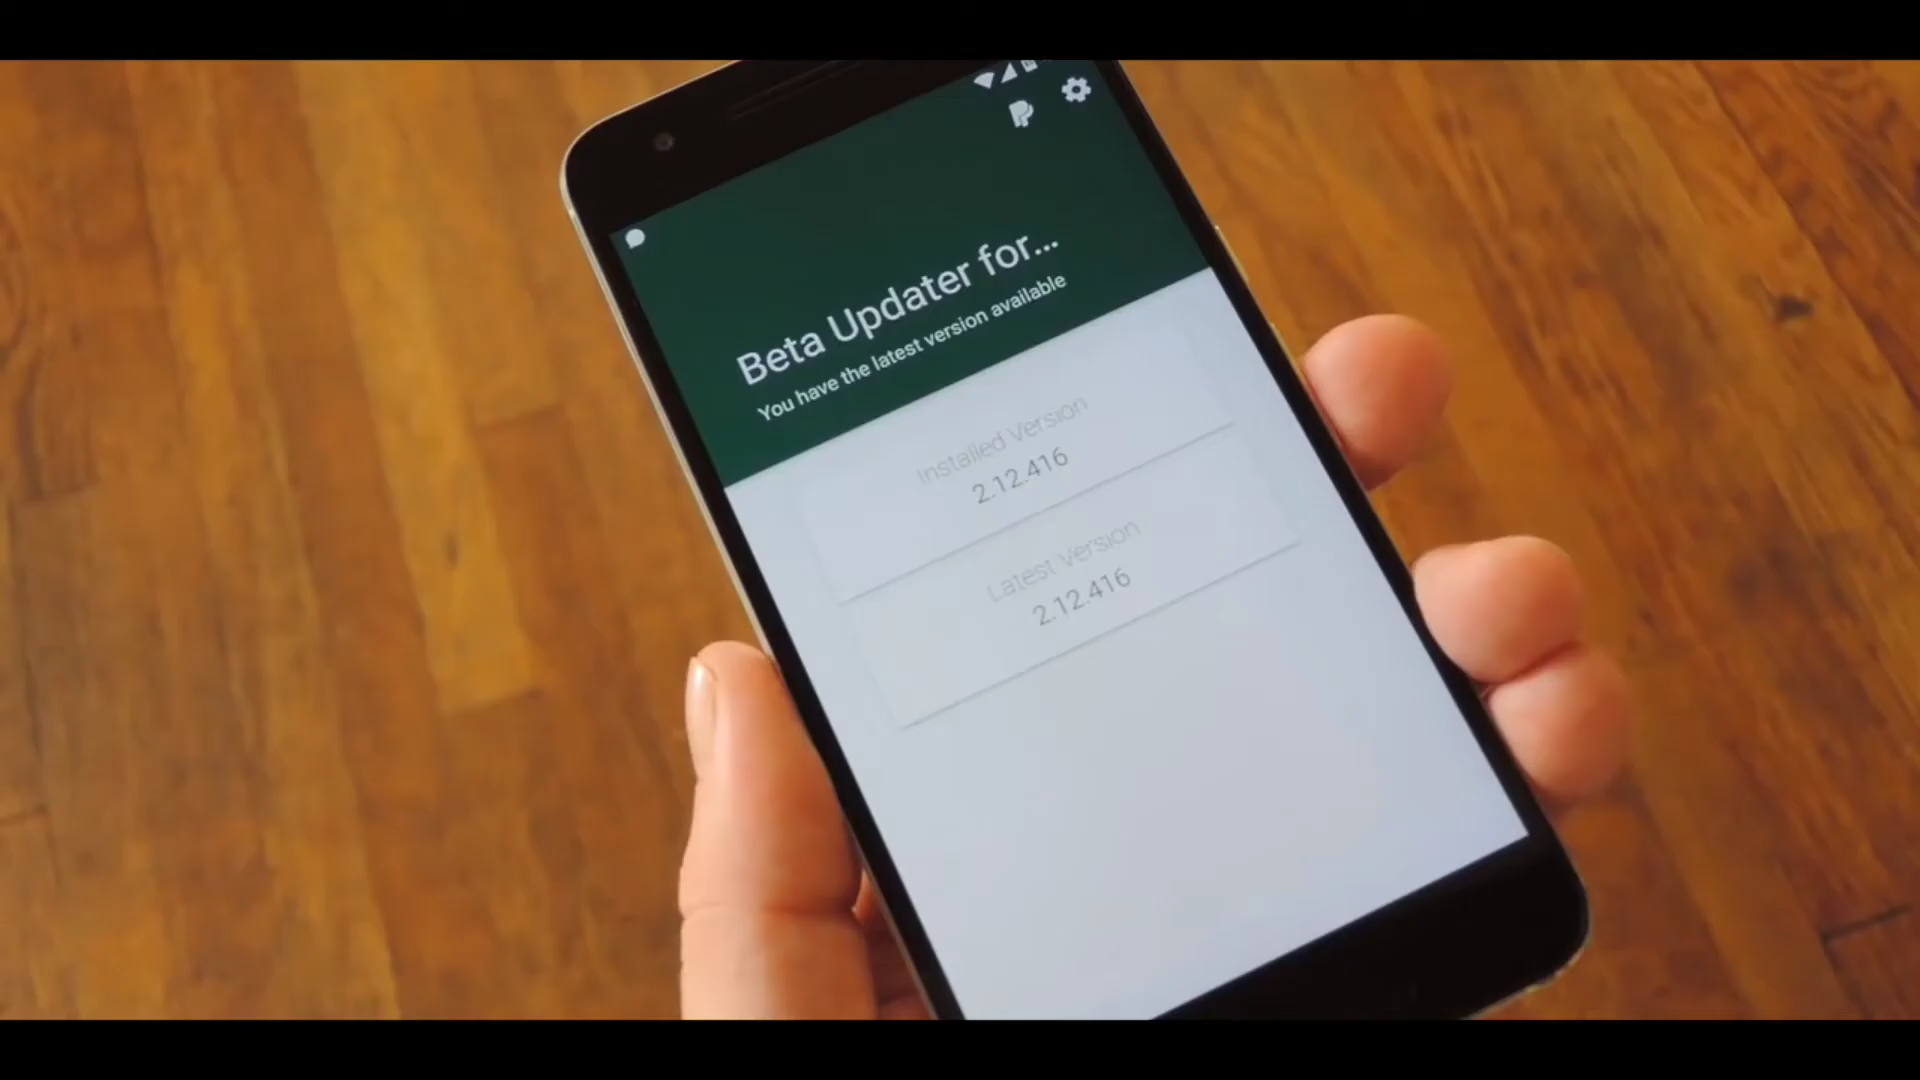 Beta Updater for...
You have the latest version available
Installed Version
2.12.416
Latest Version
2.12.416